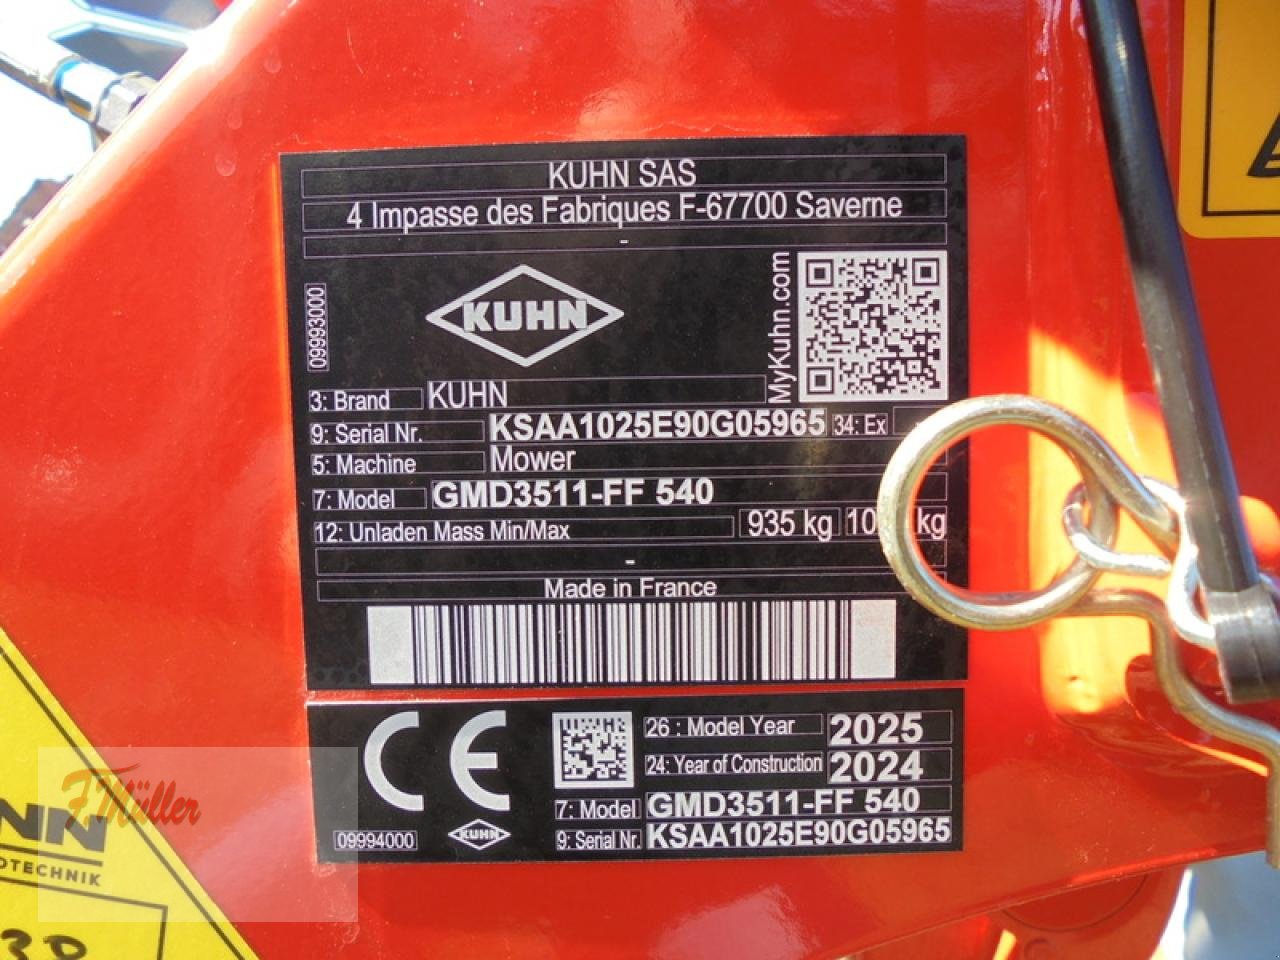 KUHN SAS
4 Impasse des Fabriques F-67700 Saverne
-
09993000
KUHN
MyKuhn.com
3: Brand KUHN
9: Serial Nr. KSAA1025E90G05965 34: Ex
5: Machine Mower
7: Model GMD3511-FF 540
12: Unladen Mass Min/Max 935 kg kg
-
Made in France
CE
26 : Model Year 2025
24: Year of Construction 2024
7: Model GMD3511-FF 540
9: Serial Nr. KSAA1025E90G05965
09994000
KUHN
F. Müller